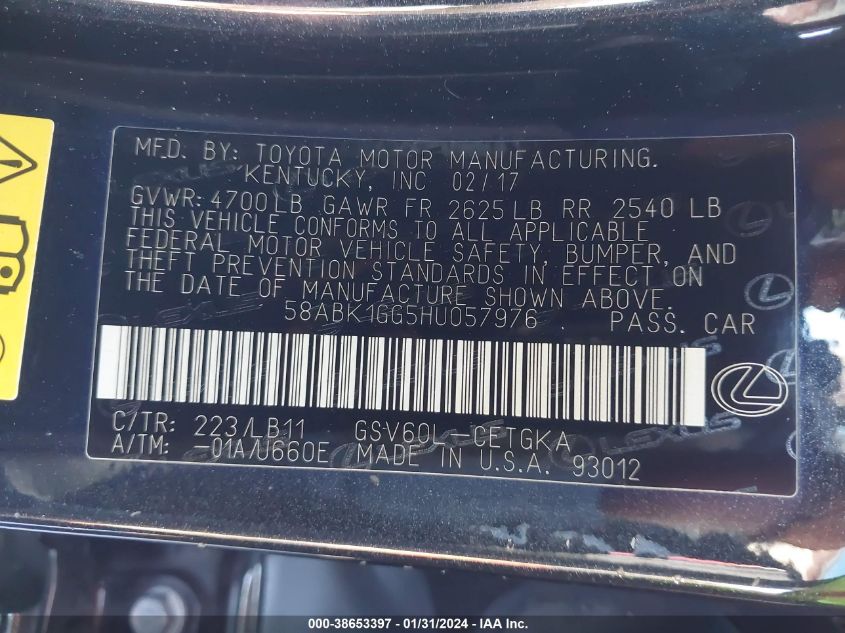 MFD. BY: TOYOTA MOTOR MANUFACTURING.
KENTUCKY, INC 02/17
GVWR: 4700LB GAWR FR 2625LB RR 2540 LB
THIS VEHICLE CONFORMS TO ALL APPLICABLE
FEDERAL MOTOR VEHICLE SAFETY, BUMPER, AND
THEFT PREVENTION STANDARDS IN EFFECT ON
THE DATE OF MANUFACTURE SHOWN ABOVE.
58ABK1GG5HU057976 PASS. CAR
C/TR: 223/LB11 GSV60L-CETGKA
A/TM: -01A/U660E MADE IN U.S.A. 93012
LEXUS
000-38653397 - 01/31/2024 - IAA Inc.